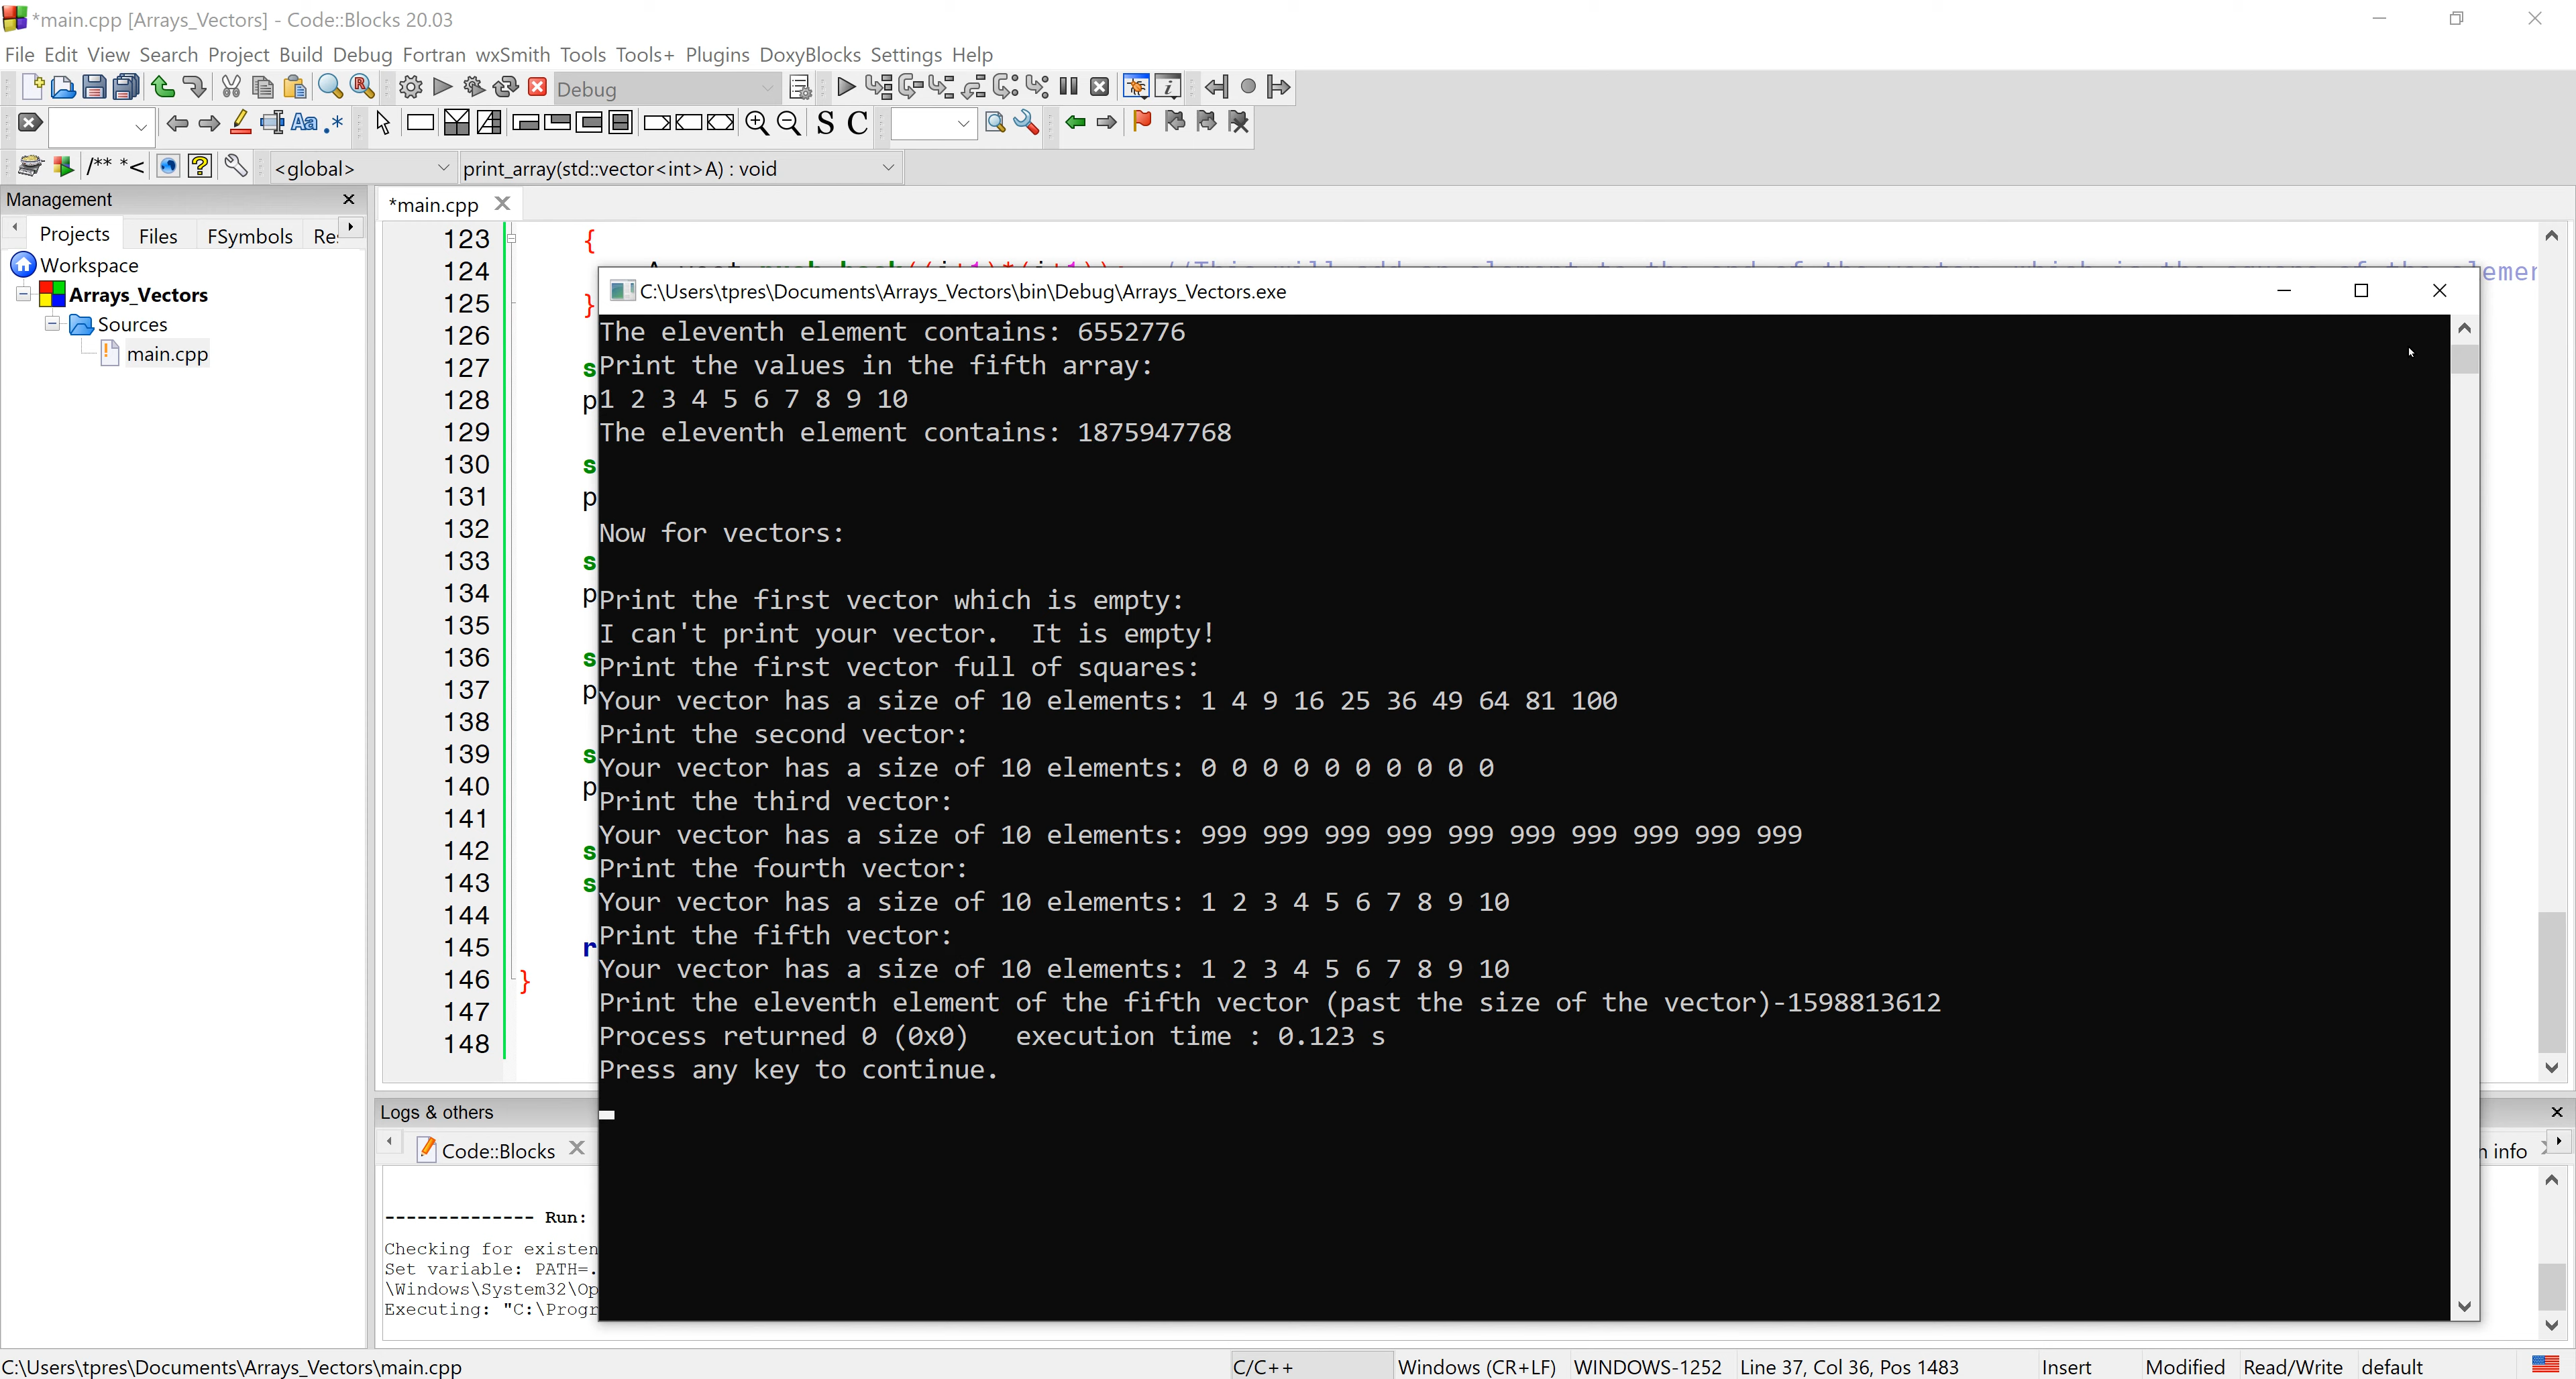 *main.cpp [Arrays_Vectors] - Code::Blocks 20.03
File Edit View Search Project Build Debug Fortran wxSmith Tools Tools+ Plugins DoxyBlocks Settings Help
Debug
Aa .* S C
/** *< <global> print_array(std::vector<int>A) : void
Management
*main.cpp
Projects Files FSymbols Re
Workspace
Arrays_Vectors
Sources
main.cpp
123 {
124
125 }
126
127 s
128 p
129
130 s
131 p
132
133 s
134 p
135
136 s
137 p
138
139 s
140 p
141
142 s
143 s
144
145 r
146 }
147
148
C:\Users\tpres\Documents\Arrays_Vectors\bin\Debug\Arrays_Vectors.exe
The eleventh element contains: 6552776
Print the values in the fifth array:
1 2 3 4 5 6 7 8 9 10
The eleventh element contains: 1875947768
Now for vectors:
Print the first vector which is empty:
I can't print your vector.  It is empty!
Print the first vector full of squares:
Your vector has a size of 10 elements: 1 4 9 16 25 36 49 64 81 100
Print the second vector:
Your vector has a size of 10 elements: 0 0 0 0 0 0 0 0 0 0
Print the third vector:
Your vector has a size of 10 elements: 999 999 999 999 999 999 999 999 999 999
Print the fourth vector:
Your vector has a size of 10 elements: 1 2 3 4 5 6 7 8 9 10
Print the fifth vector:
Your vector has a size of 10 elements: 1 2 3 4 5 6 7 8 9 10
Print the eleventh element of the fifth vector (past the size of the vector)-1598813612
Process returned 0 (0x0)   execution time : 0.123 s
Press any key to continue.
Logs & others
Code::Blocks
n info
-------------- Run:
Checking for existen
Set variable: PATH=.
\Windows\System32\Op
Executing: "C:\Progr
C:\Users\tpres\Documents\Arrays_Vectors\main.cpp C/C++ Windows (CR+LF) WINDOWS-1252 Line 37, Col 36, Pos 1483 Insert Modified Read/Write default